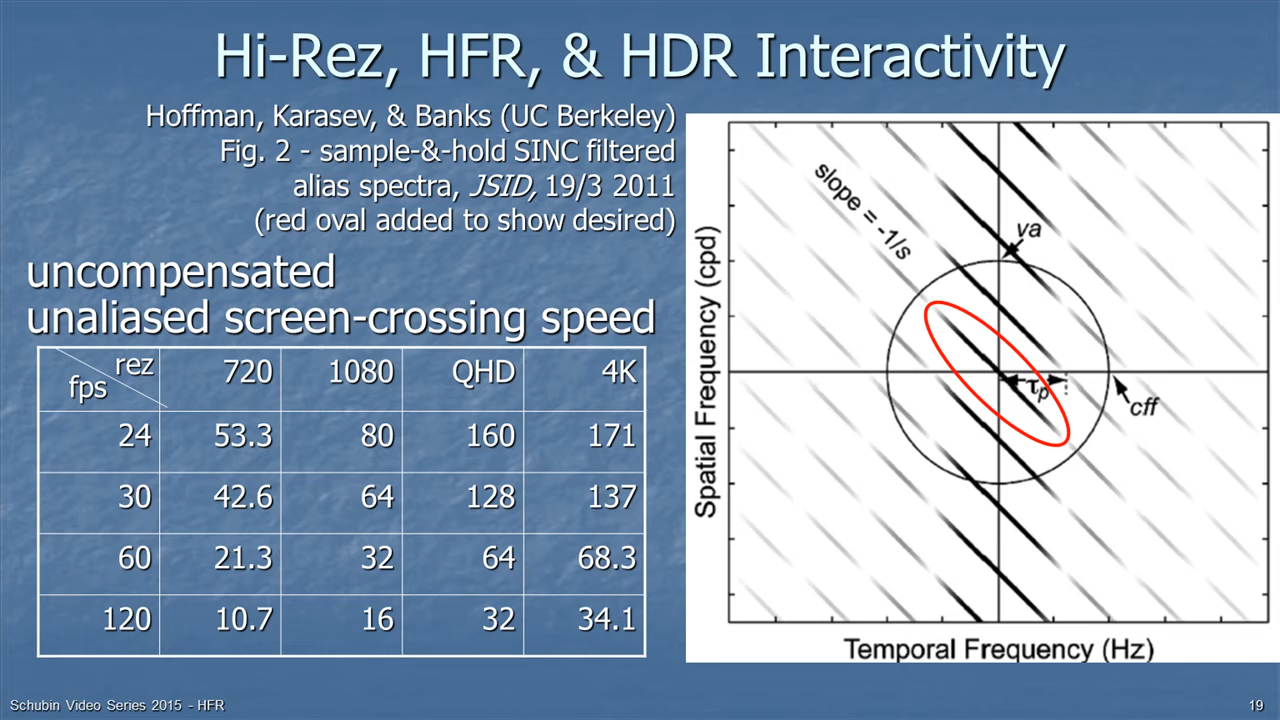 Hi-Rez, HFR, & HDR Interactivity
Hoffman, Karasev, & Banks (UC Berkeley)
Fig. 2 - sample-&-hold SINC filtered
alias spectra, JSID, 19/3 2011
(red oval added to show desired)
uncompensated
unaliased screen-crossing speed
rez
fps
720 1080 QHD 4K
24 53.3 80 160 171
30 42.6 64 128 137
60 21.3 32 64 68.3
120 10.7 16 32 34.1
slope = -1/s
va
τp
cff
Spatial Frequency (cpd)
Temporal Frequency (Hz)
Schubin Video Series 2015 - HFR
19